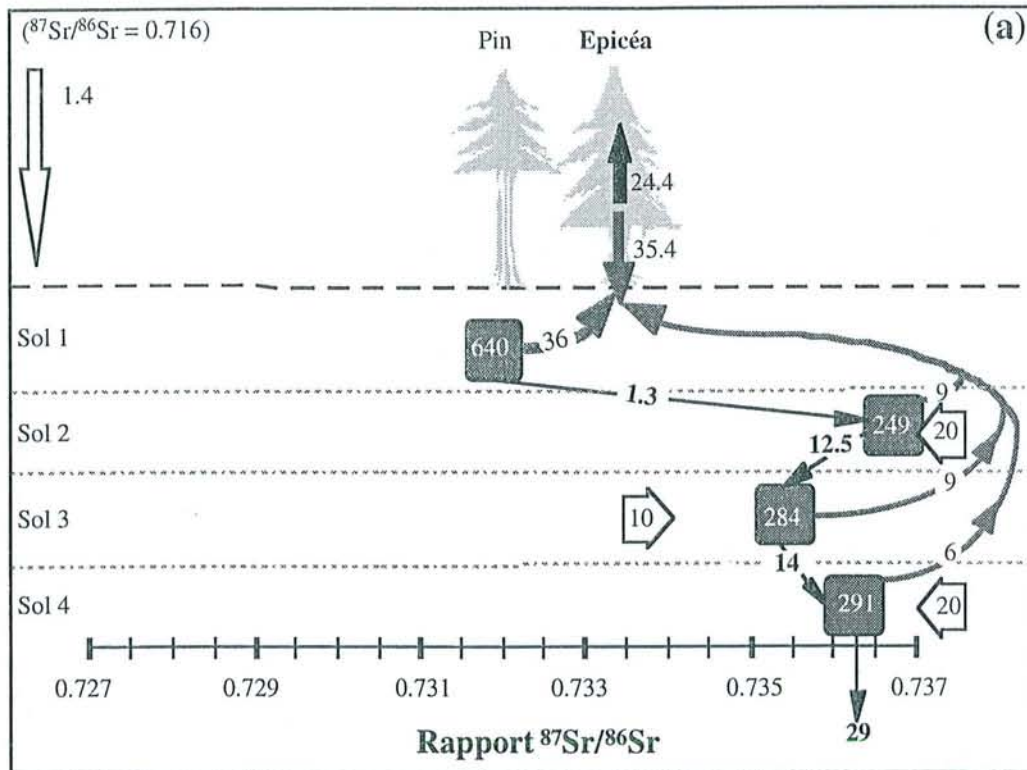 (⁸⁷Sr/⁸⁶Sr = 0.716)
(a)
Pin
Epicéa
1.4
24.4
35.4
Sol 1
640
36
1.3
9
Sol 2
249
20
12.5
Sol 3
10
284
9
14
6
Sol 4
291
20
0.727
0.729
0.731
0.733
0.735
0.737
Rapport ⁸⁷Sr/⁸⁶Sr
29